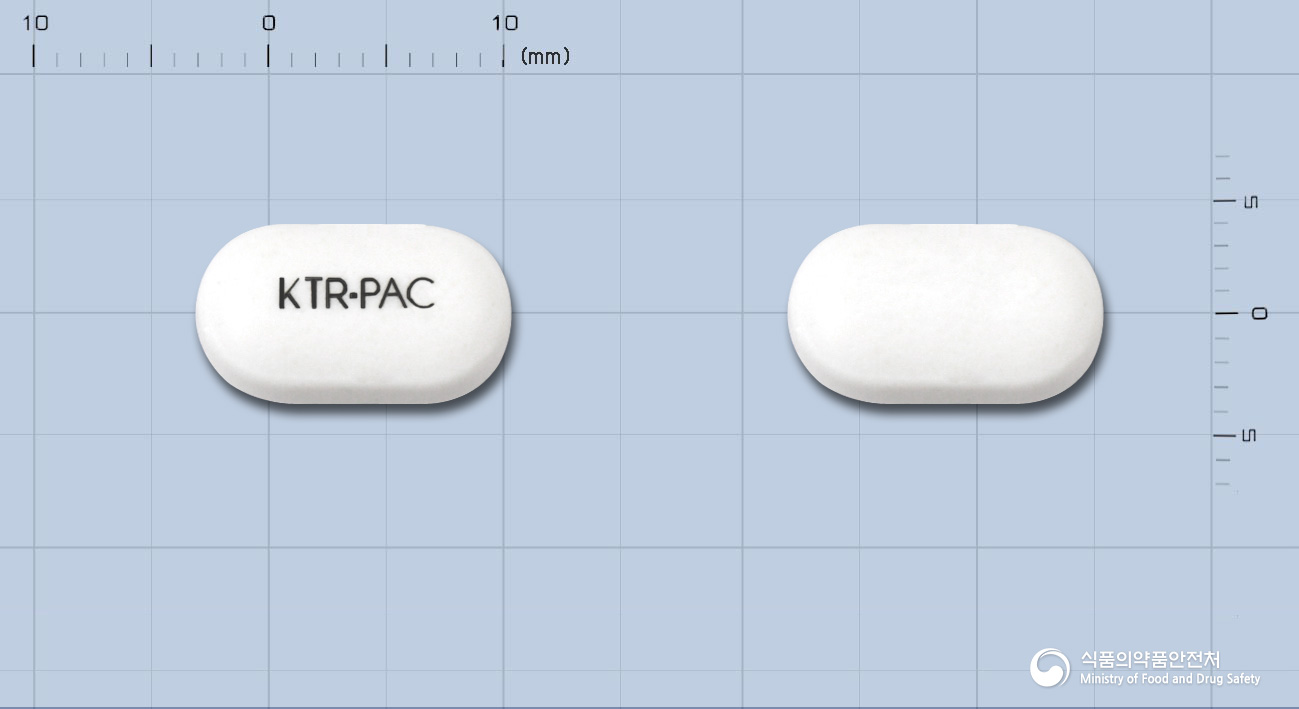 10 0 10
(mm)
KTR-PAC
5
0
5
식품의약품안전처
Ministry of Food and Drug Safety